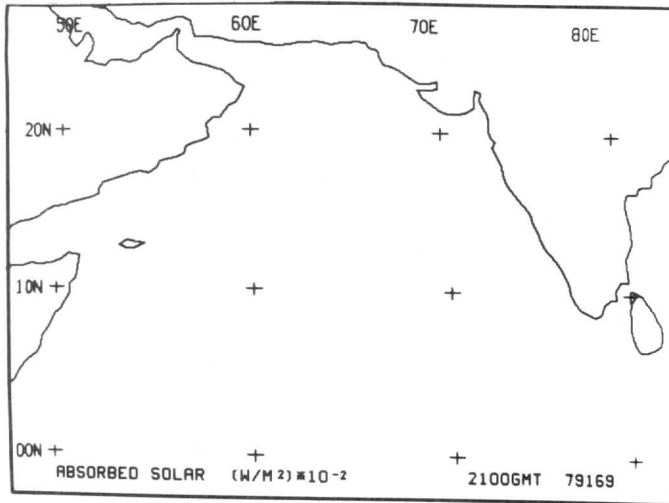 50E 60E 70E 80E
20N
10N
00N
ABSORBED SOLAR (W/M2)*10-2 2100GMT 79169